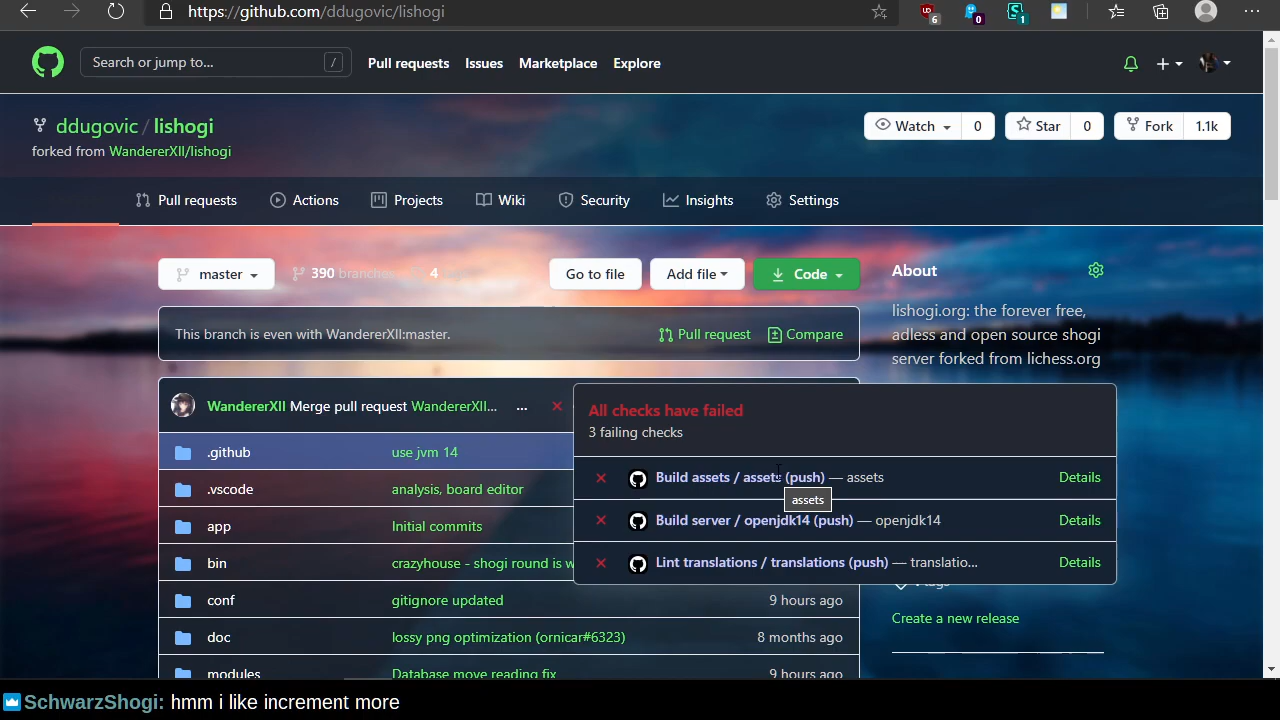 https://github.com/ddugovic/lishogi
6
0
1
Search or jump to...
/
Pull requests
Issues
Marketplace
Explore
ddugovic / lishogi
Watch
0
Star
0
Fork
1.1k
forked from WandererXII/lishogi
Pull requests
Actions
Projects
Wiki
Security
Insights
Settings
master
390 branches
4
Go to file
Add file
Code
About
lishogi.org: the forever free,
adless and open source shogi
server forked from lichess.org
This branch is even with WandererXII:master.
Pull request
Compare
WandererXII Merge pull request WandererXII...
...
All checks have failed
3 failing checks
Build assets / assets (push) — assets
Details
assets
Build server / openjdk14 (push) — openjdk14
Details
Lint translations / translations (push) — translatio...
Details
.github
use jvm 14
.vscode
analysis, board editor
app
Initial commits
bin
crazyhouse - shogi round is w
conf
gitignore updated
9 hours ago
doc
lossy png optimization (ornicar#6323)
8 months ago
modules
Database move reading fix
9 hours ago
Create a new release
SchwarzShogi: hmm i like increment more